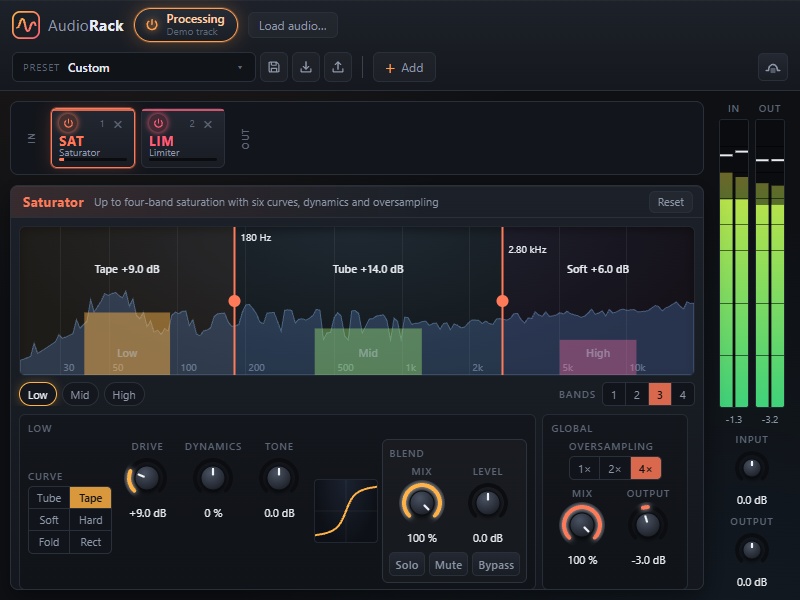 AudioRack
Processing
Demo track
Load audio...
PRESET Custom
+ Add
IN
1 ×
SAT
Saturator
2 ×
LIM
Limiter
OUT
IN OUT
Saturator Up to four-band saturation with six curves, dynamics and oversampling Reset
180 Hz
2.80 kHz
Tape +9.0 dB Tube +14.0 dB Soft +6.0 dB
Low Mid High
30 50 100 200 500 1k 2k 5k 10k
Low Mid High
BANDS 1 2 3 4
-1.3 -3.2
LOW
CURVE
Tube Tape
Soft Hard
Fold Rect
DRIVE DYNAMICS TONE
+9.0 dB 0 % 0.0 dB
BLEND
MIX LEVEL
100 % 0.0 dB
Solo Mute Bypass
GLOBAL
OVERSAMPLING
1× 2× 4×
MIX OUTPUT
100 % -3.0 dB
INPUT
0.0 dB
OUTPUT
0.0 dB